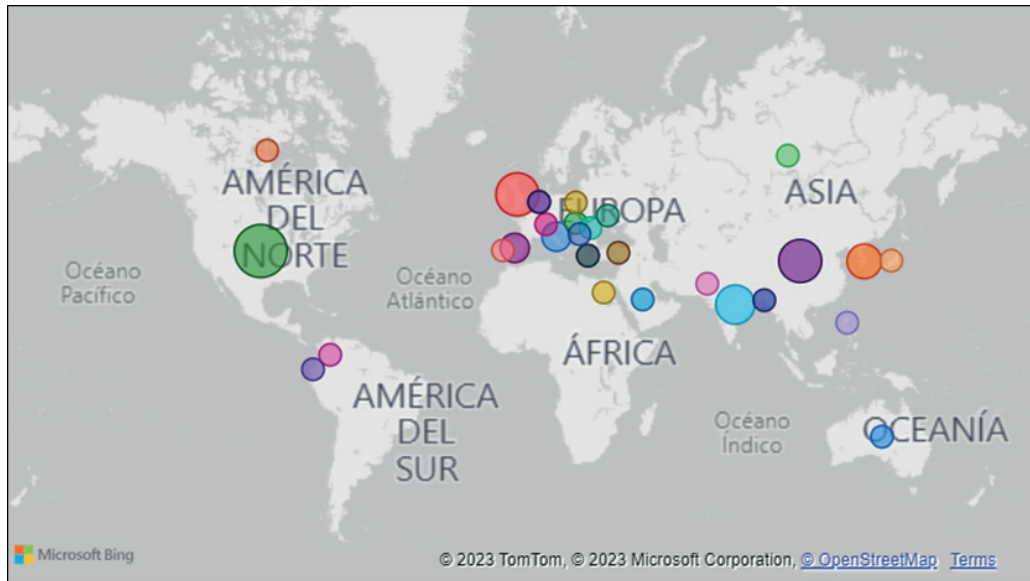 AMÉRICA
DEL
NORTE
EUROPA
ASIA
Océano
Pacífico
Océano
Atlántico
ÁFRICA
AMÉRICA
DEL
SUR
Océano
Índico
OCEANÍA
Microsoft Bing
© 2023 TomTom, © 2023 Microsoft Corporation, © OpenStreetMap Terms